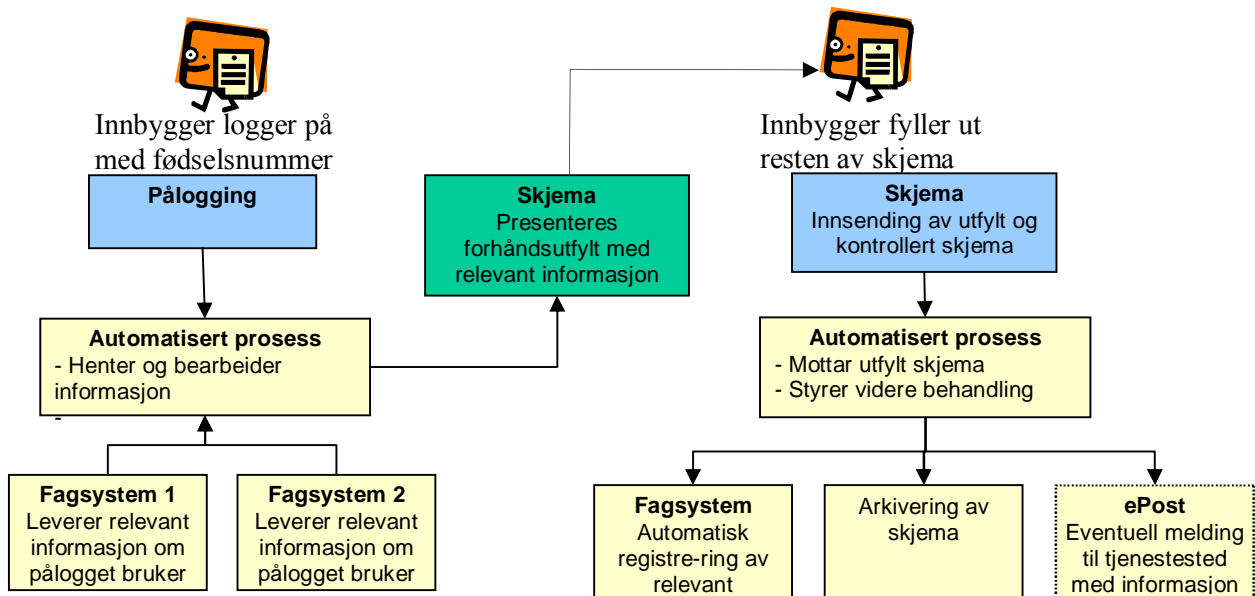 Innbygger logger på
med fødselsnummer
Pålogging
Automatisert prosess
- Henter og bearbeider
informasjon
-
Fagsystem 1
Leverer relevant
informasjon om
pålogget bruker
Fagsystem 2
Leverer relevant
informasjon om
pålogget bruker
Skjema
Presenteres
forhåndsutfylt med
relevant informasjon
Innbygger fyller ut
resten av skjema
Skjema
Innsending av utfylt og
kontrollert skjema
Automatisert prosess
- Mottar utfylt skjema
- Styrer videre behandling
Fagsystem
Automatisk
registre-ring av
relevant
Arkivering av
skjema
ePost
Eventuell melding
til tjenestested
med informasjon